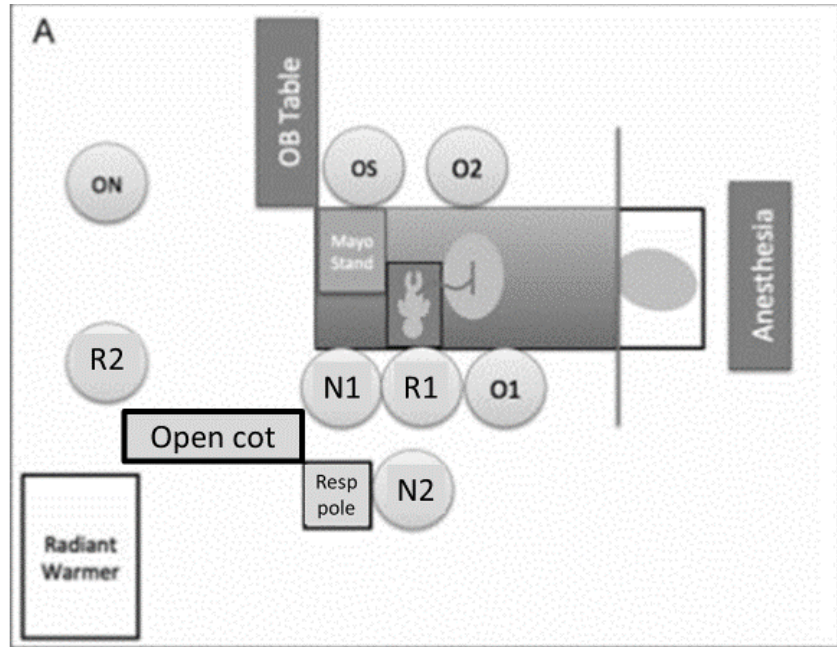 A
OB Table
ON
OS
O2
Mayo
Stand
Anesthesia
R2
N1
R1
O1
Open cot
Resp
pole
N2
Radiant
Warmer